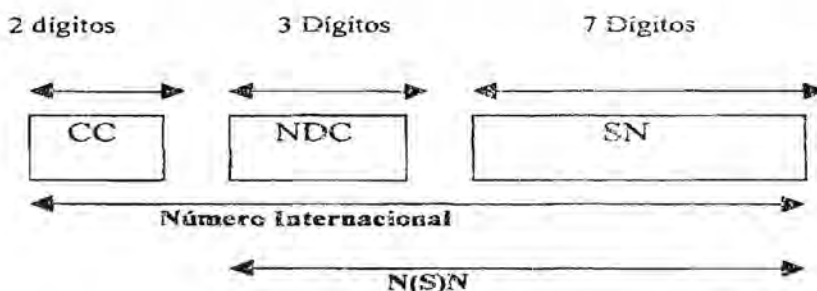 2 dígitos 3 Dígitos 7 Dígitos
CC NDC SN
Número Internacional
N(S)N